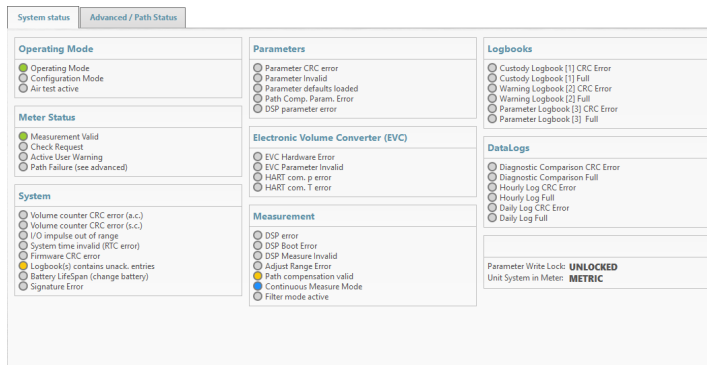 System status
Advanced / Path Status
Operating Mode
Operating Mode
Configuration Mode
Air test active
Meter Status
Measurement Valid
Check Request
Active User Warning
Path Failure (see advanced)
System
Volume counter CRC error (a.c.)
Volume counter CRC error (s.c.)
I/O impulse out of range
System time invalid (RTC error)
Firmware CRC error
Logbook(s) contains unack. entries
Battery LifeSpan (change battery)
Signature Error
Parameters
Parameter CRC error
Parameter Invalid
Parameter defaults loaded
Path Comp. Param. Error
DSP parameter error
Electronic Volume Converter (EVC)
EVC Hardware Error
EVC Parameter Invalid
HART com. p error
HART com. T error
Measurement
DSP error
DSP Boot Error
DSP Measure Invalid
Adjust Range Error
Path compensation valid
Continuous Measure Mode
Filter mode active
Logbooks
Custody Logbook [1] CRC Error
Custody Logbook [1] Full
Warning Logbook [2] CRC Error
Warning Logbook [2] Full
Parameter Logbook [3] CRC Error
Parameter Logbook [3] Full
DataLogs
Diagnostic Comparison CRC Error
Diagnostic Comparison Full
Hourly Log CRC Error
Hourly Log Full
Daily Log CRC Error
Daily Log Full
Parameter Write Lock: UNLOCKED
Unit System in Meter: METRIC